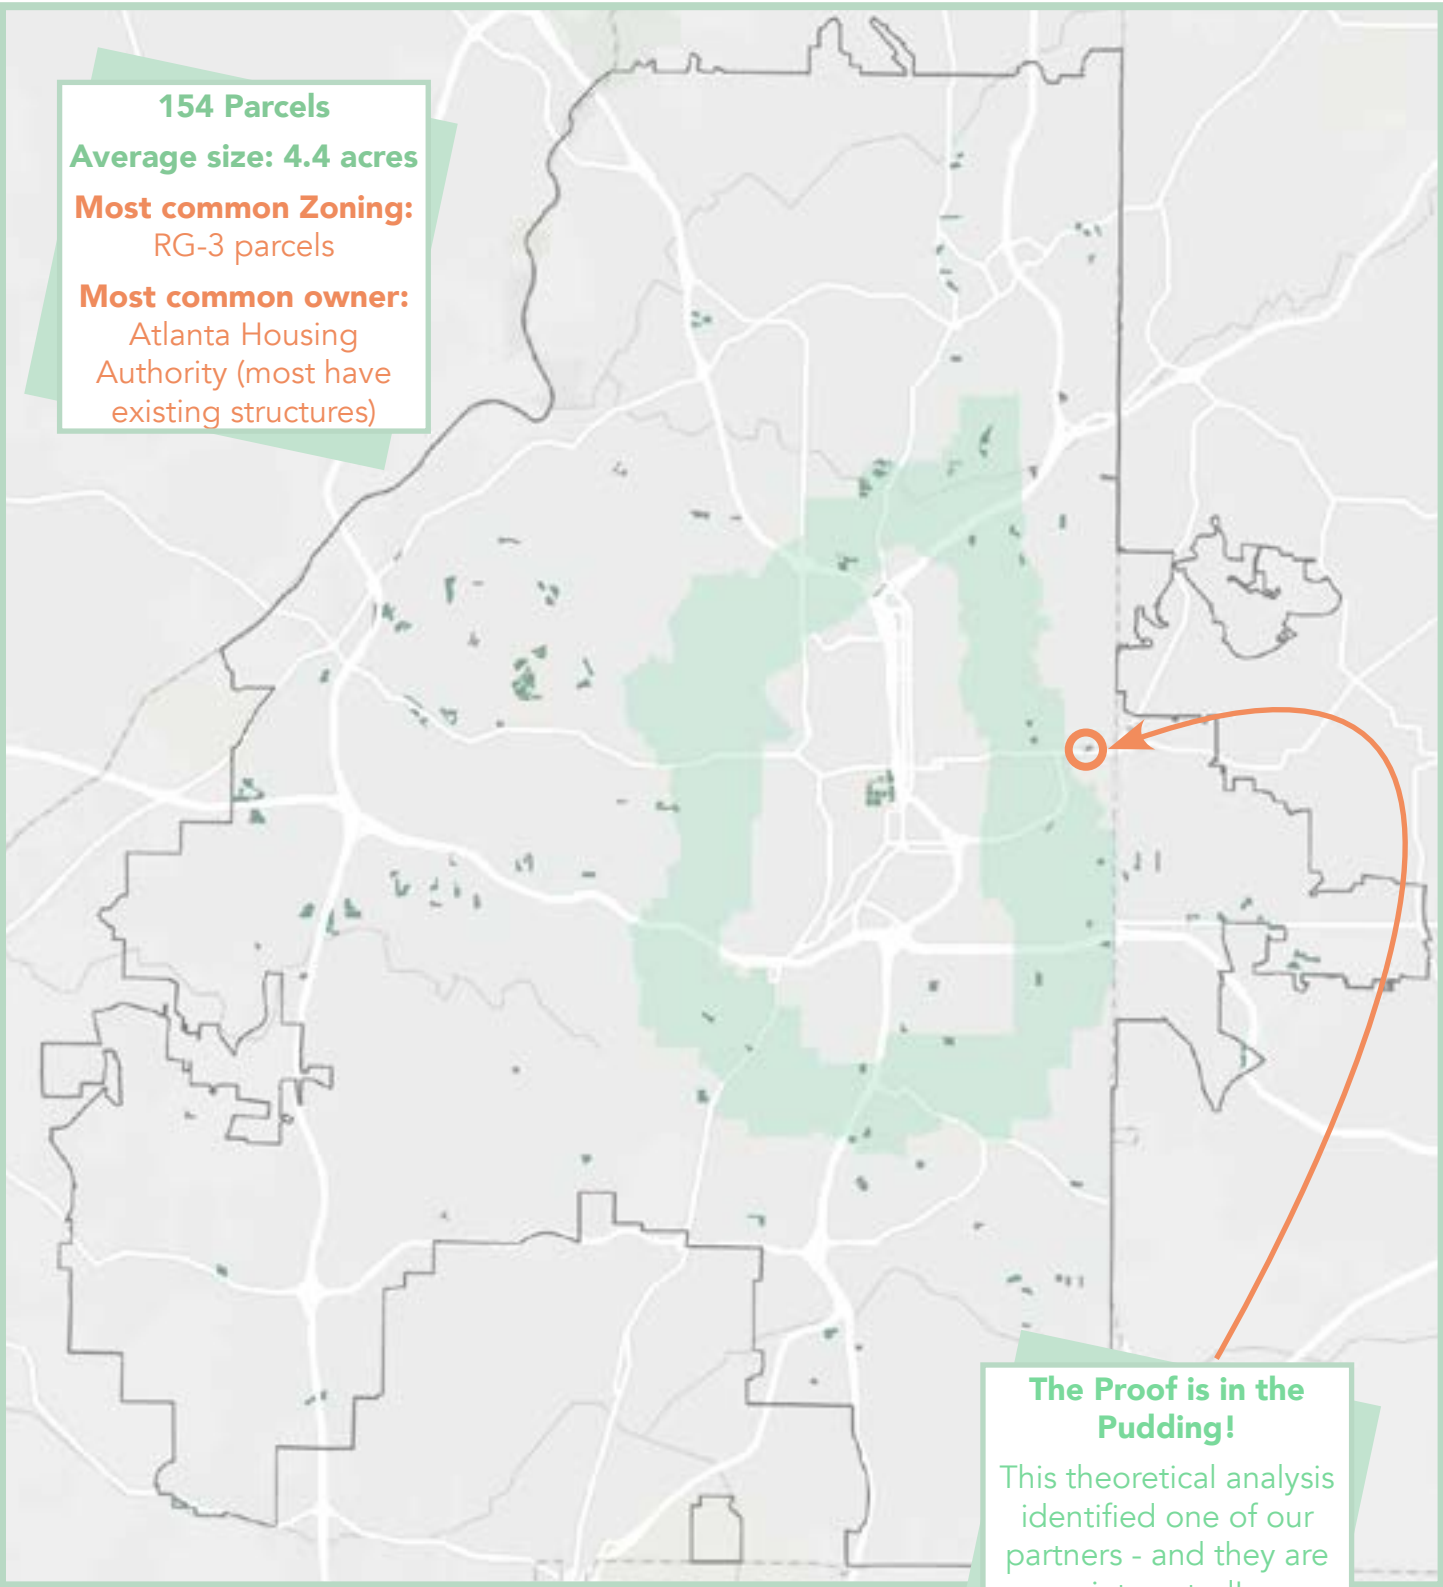 154 Parcels
Average size: 4.4 acres
Most common Zoning:
RG-3 parcels
Most common owner:
Atlanta Housing
Authority (most have
existing structures)
The Proof is in the
Pudding!
This theoretical analysis
identified one of our
partners - and they are